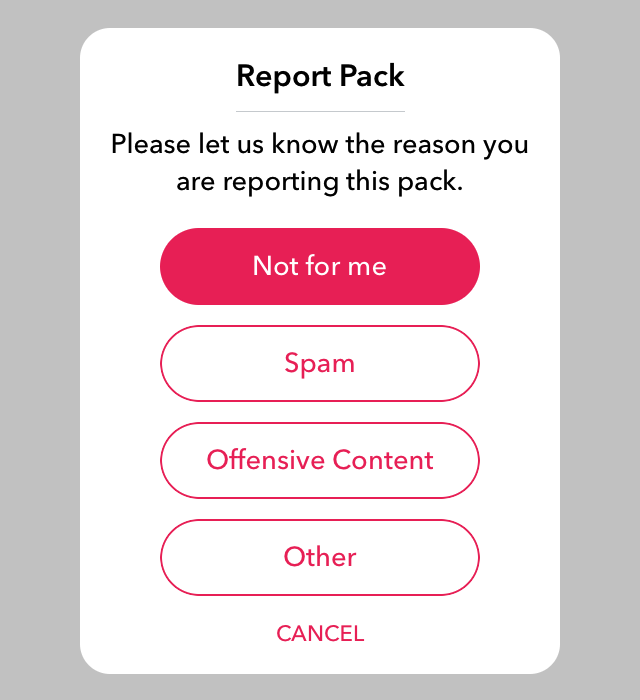 Report Pack
Please let us know the reason you
are reporting this pack.
Not for me
Spam
Offensive Content
Other
CANCEL